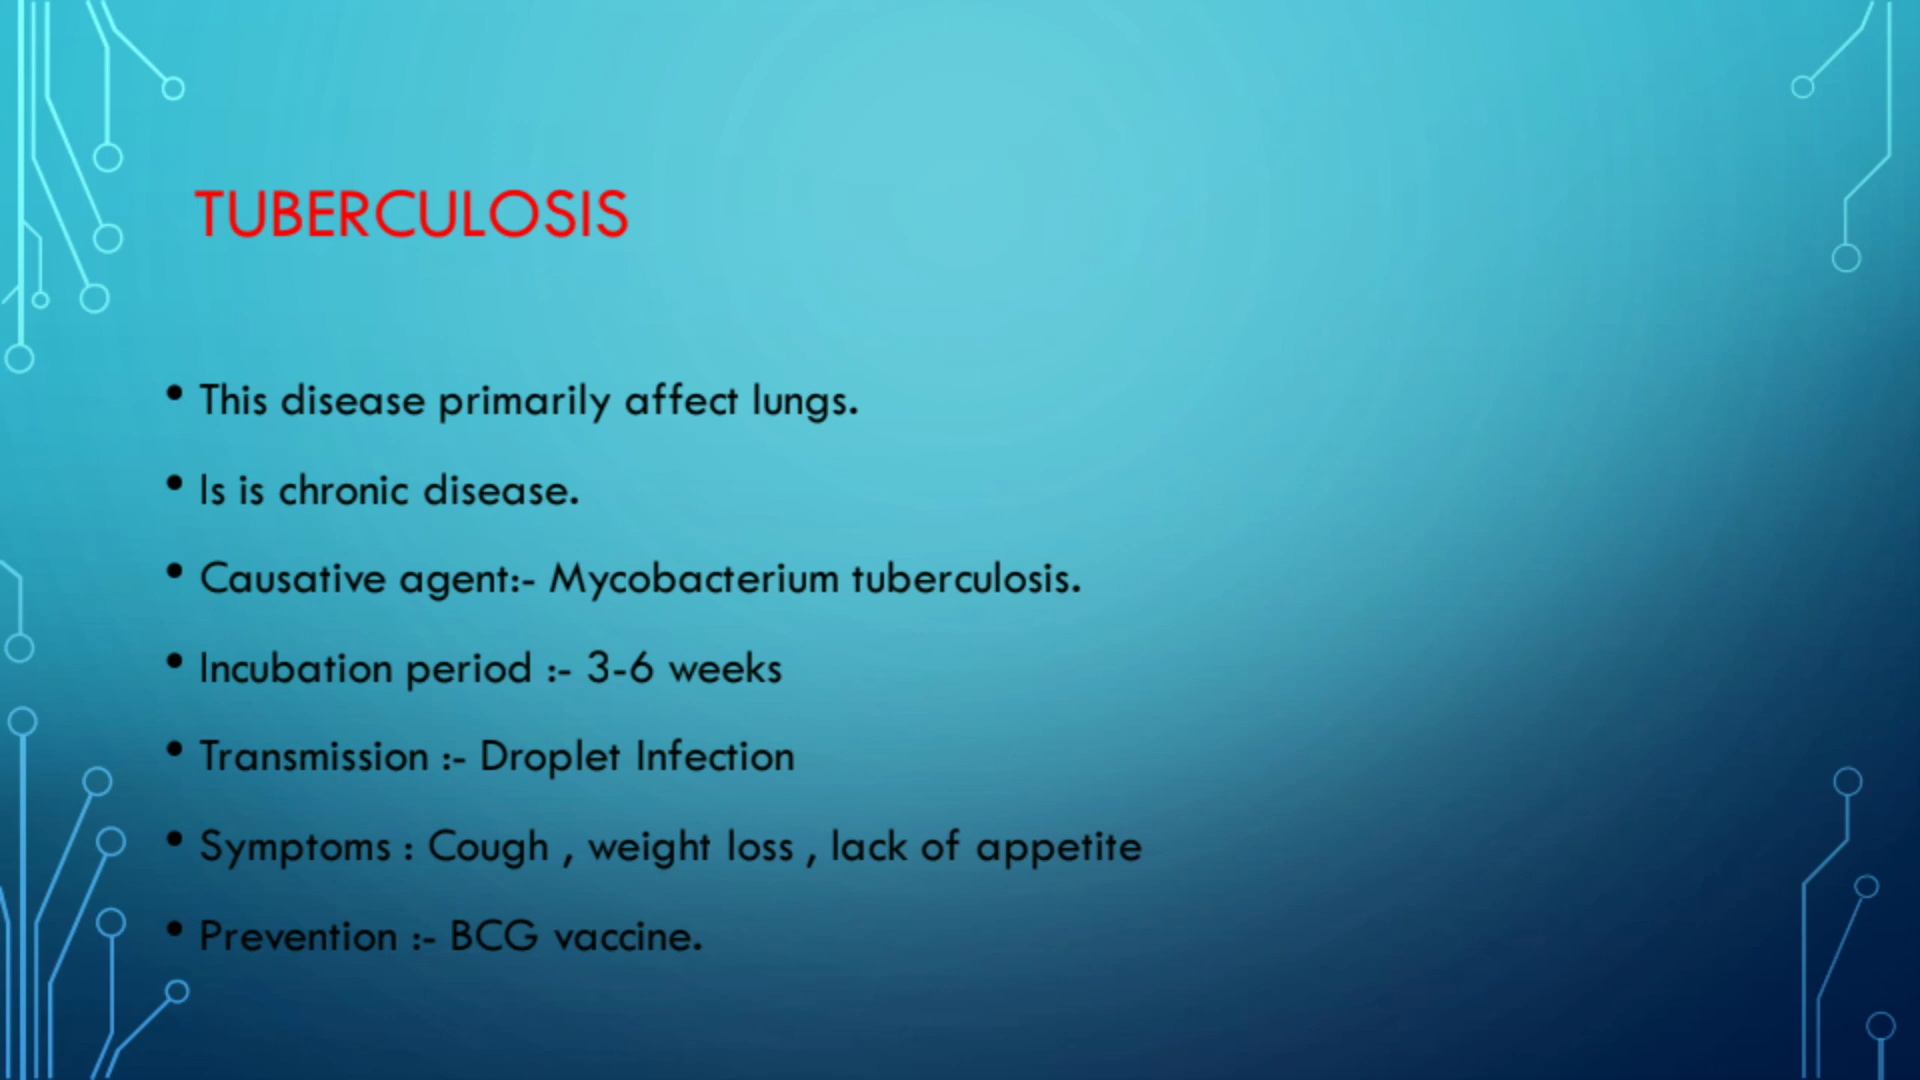 TUBERCULOSIS
• This disease primarily affect lungs.
• Is is chronic disease.
• Causative agent:- Mycobacterium tuberculosis.
• Incubation period :- 3-6 weeks
• Transmission :- Droplet Infection
• Symptoms : Cough , weight loss , lack of appetite
• Prevention :- BCG vaccine.